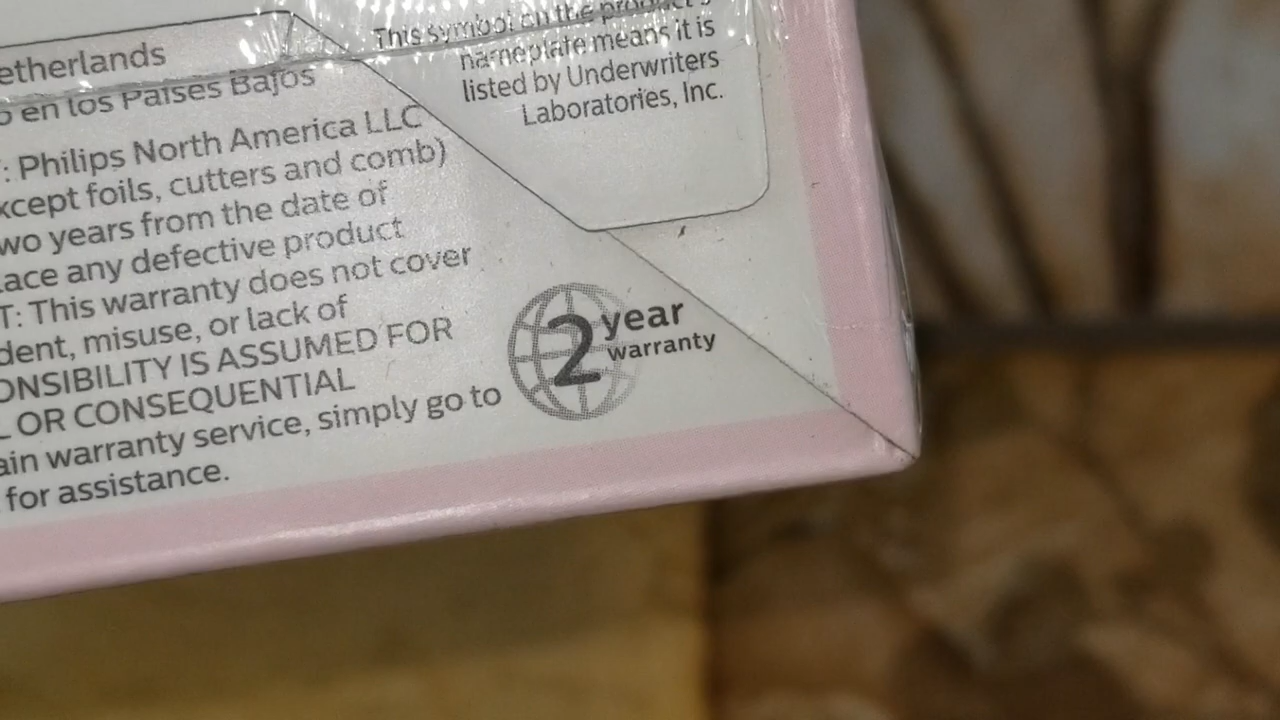 etherlands
en los Países Bajos
This symbol on the product's
nameplate means it is
listed by Underwriters
Laboratories, Inc.
: Philips North America LLC
xcept foils, cutters and comb)
wo years from the date of
ace any defective product
T: This warranty does not cover
dent, misuse, or lack of
ONSIBILITY IS ASSUMED FOR
OR CONSEQUENTIAL
ain warranty service, simply go to
for assistance.
2 year
warranty